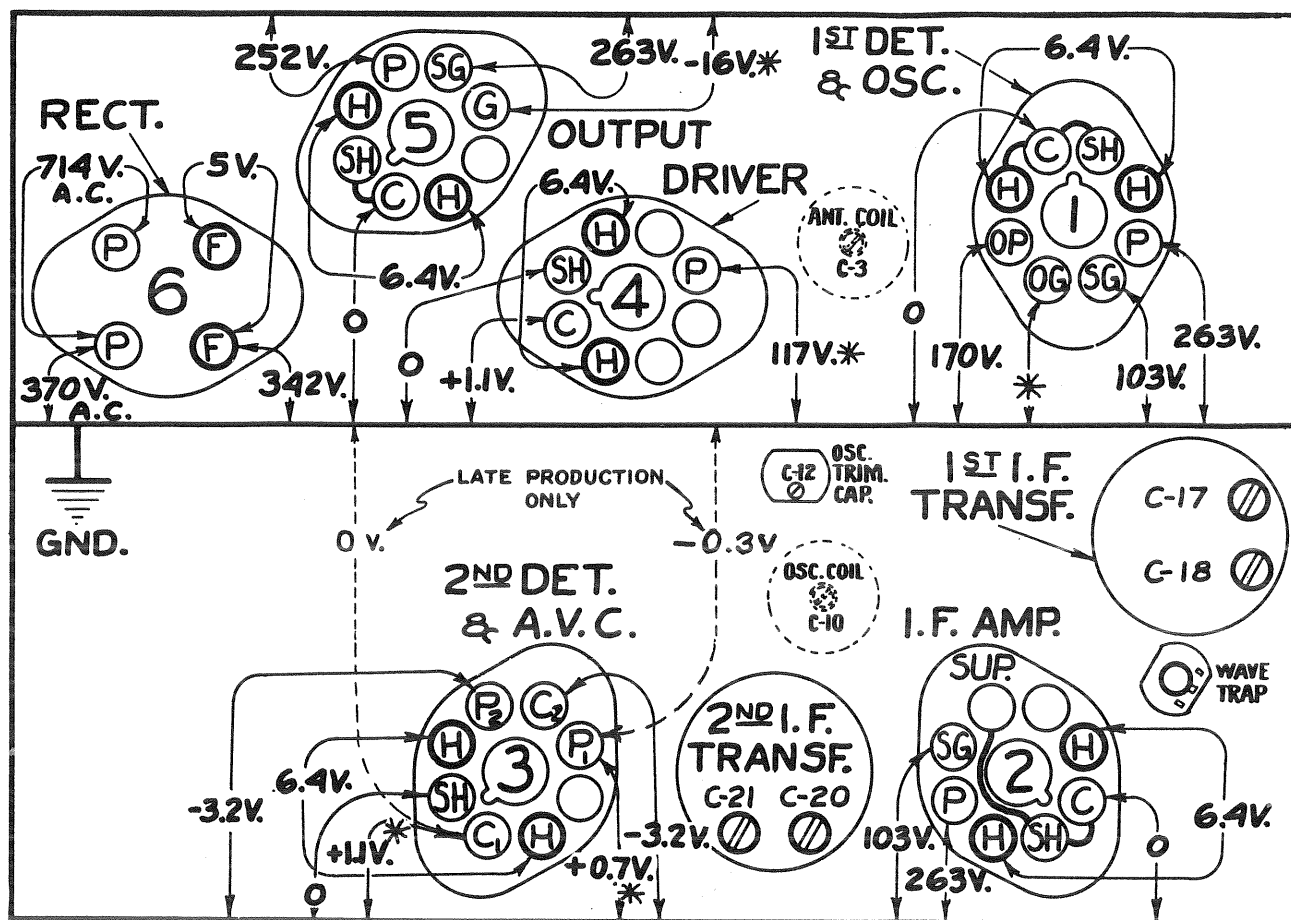 252V.
263V.
-16V.*
1ST DET.
& OSC.
6.4V.
P
SG
G
H
5
SH
C
H
OUTPUT
RECT.
714V.
A.C.
5V.
P
F
6
P
F
370V.
A.C.
342V.
6.4V.
0
6.4V.
DRIVER
H
SH
P
4
C
H
0
+1.1V.
117V.*
ANT. COIL
C-3
C
SH
H
H
1
OP
P
OG
SG
0
170V.
*
103V.
263V.
GND.
LATE PRODUCTION
ONLY
0 V.
-0.3V
C-12
OSC.
TRIM.
CAP.
1ST I.F.
TRANSF.
C-17
C-18
OSC. COIL
C-10
2ND DET.
& A.V.C.
I.F. AMP.
WAVE
TRAP
P2
C2
H
P1
3
SH
C1
H
6.4V.
-3.2V.
+1.1V.
*
0
+0.7V.
*
-3.2V.
2ND I.F.
TRANSF.
C-21 C-20
SUP.
SG
H
2
P
C
H
SH
103V.
263V.
0
6.4V.